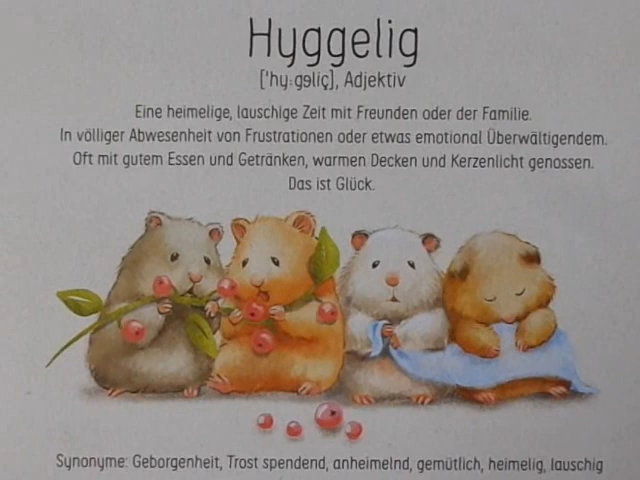 Hyggelig
['hy:gəliç], Adjektiv
Eine heimelige, lauschige Zeit mit Freunden oder der Familie.
In völliger Abwesenheit von Frustrationen oder etwas emotional Überwältigendem.
Oft mit gutem Essen und Getränken, warmen Decken und Kerzenlicht genossen.
Das ist Glück.
Synonyme: Geborgenheit, Trost spendend, anheimelnd, gemütlich, heimelig, lauschig